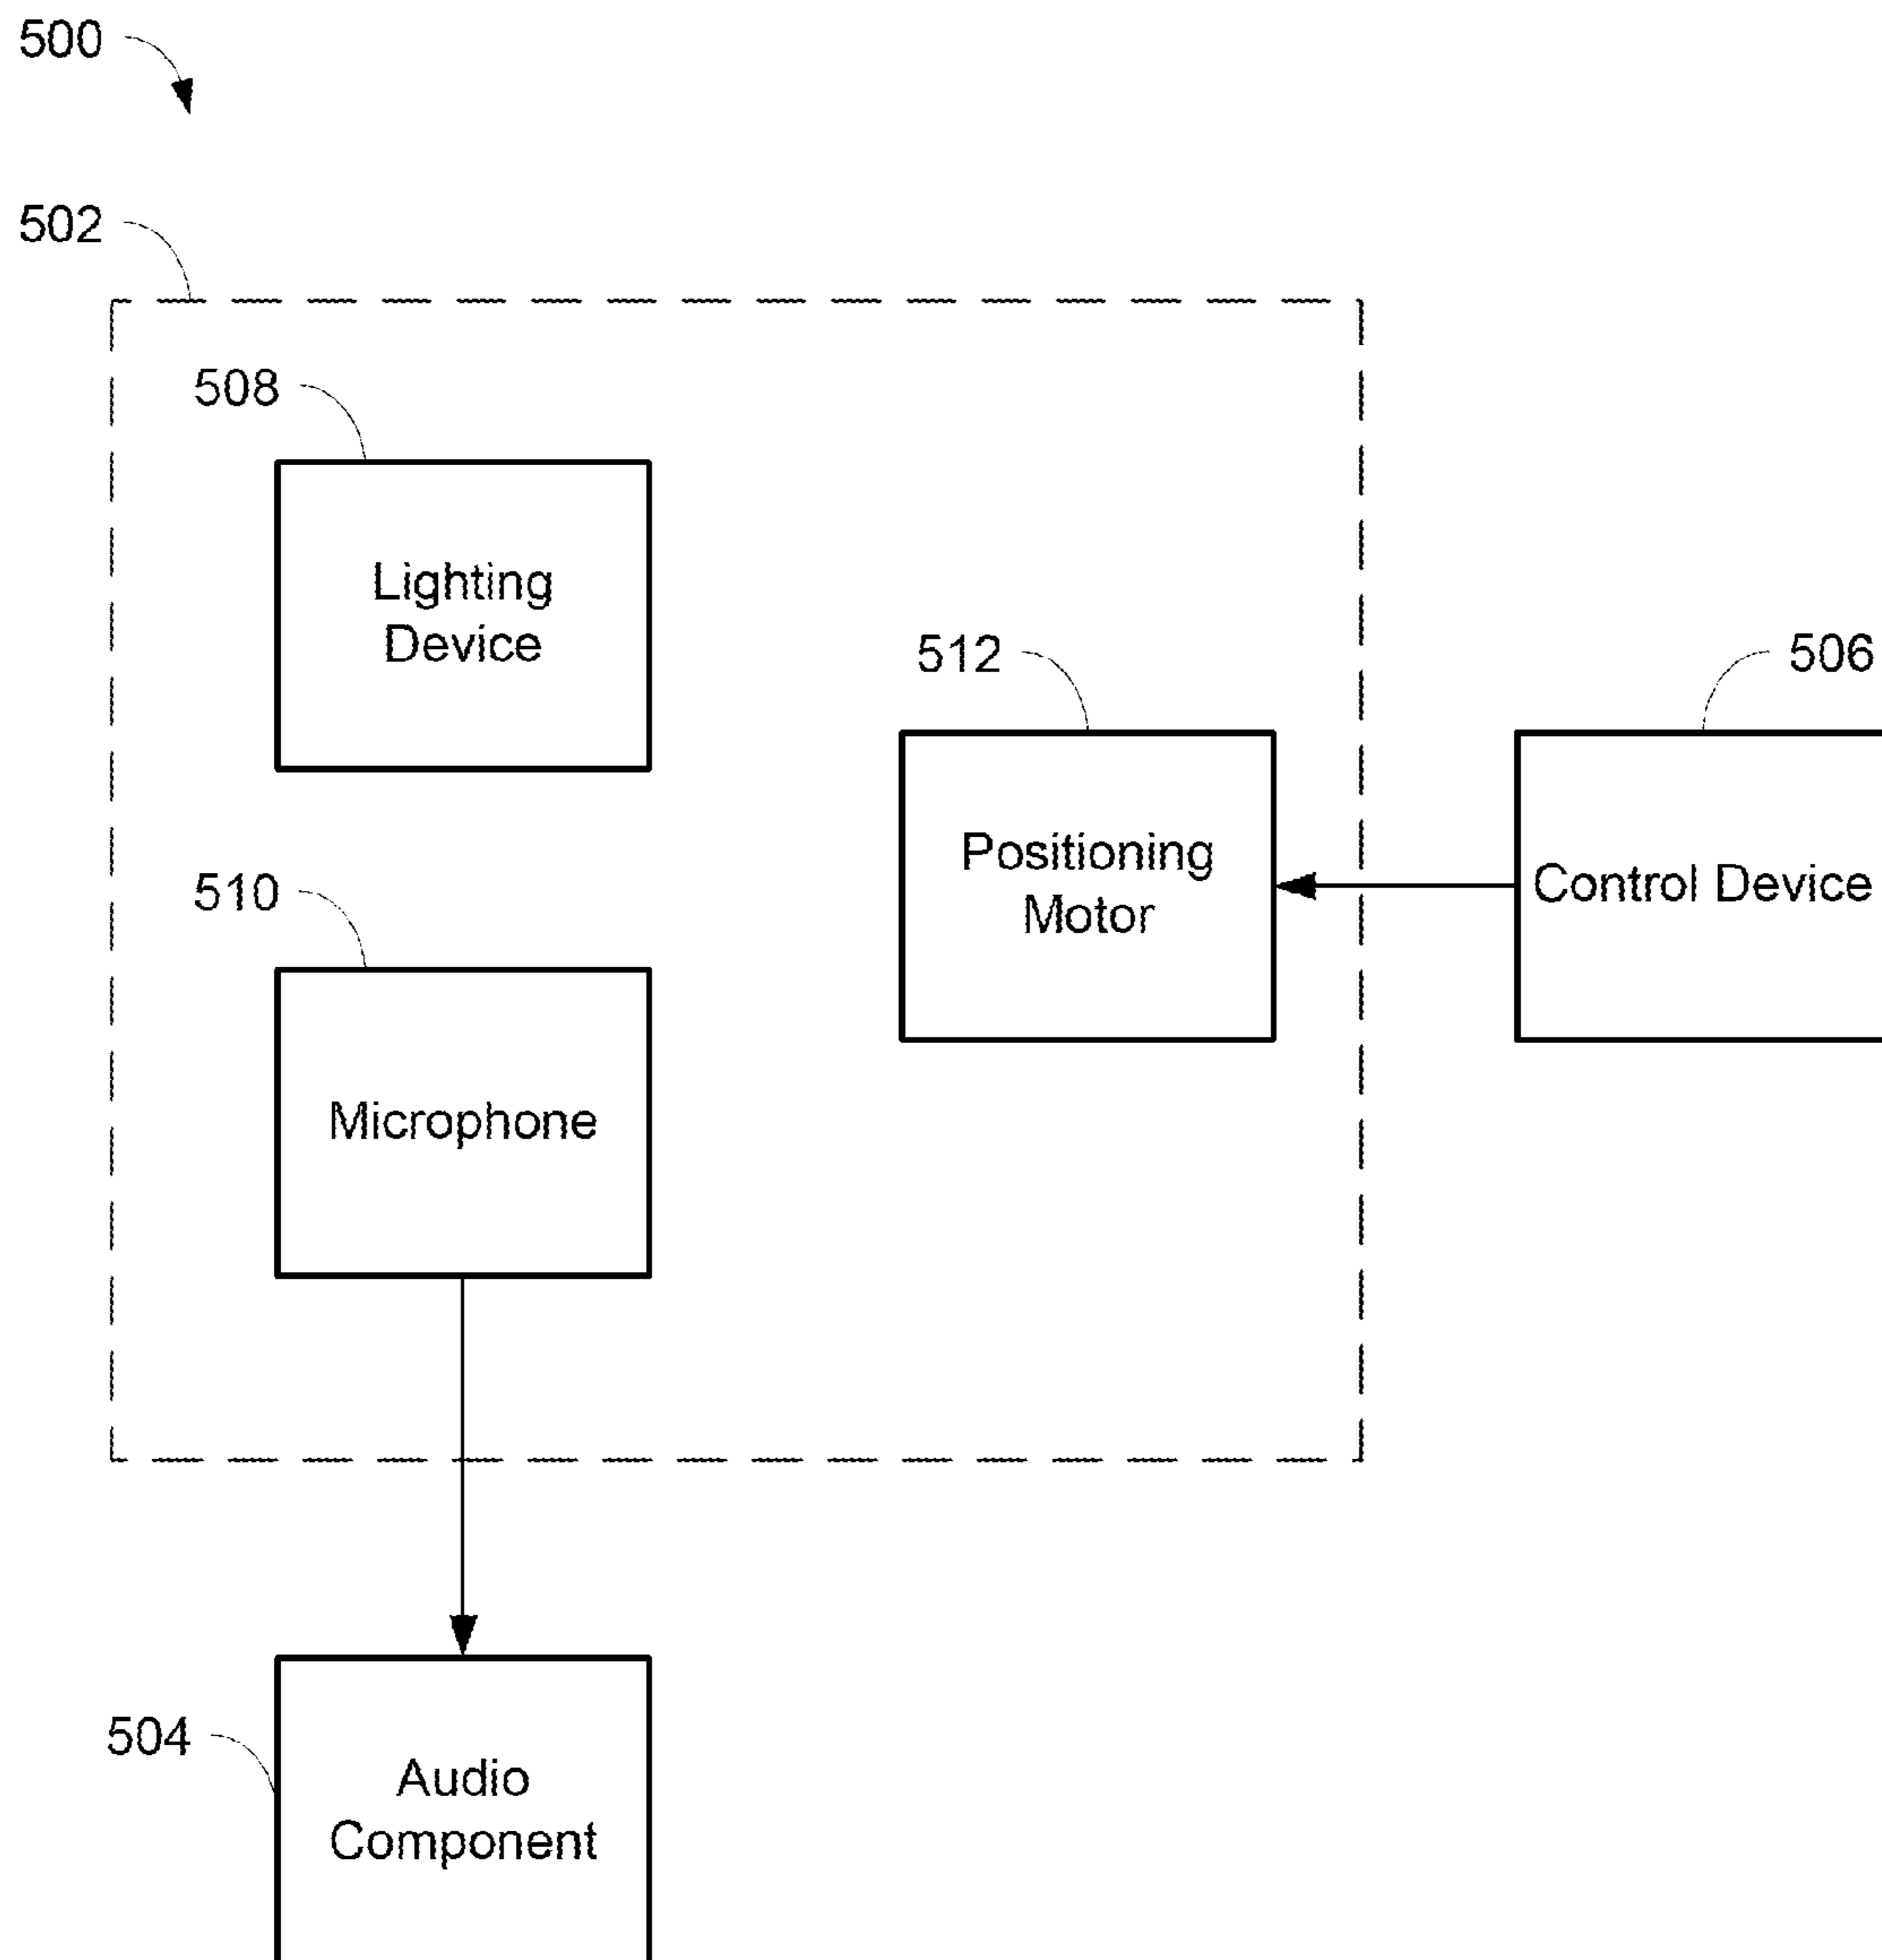 500
502
508
Lighting
Device
512
506
Positioning
Motor
Control Device
510
Microphone
504
Audio
Component